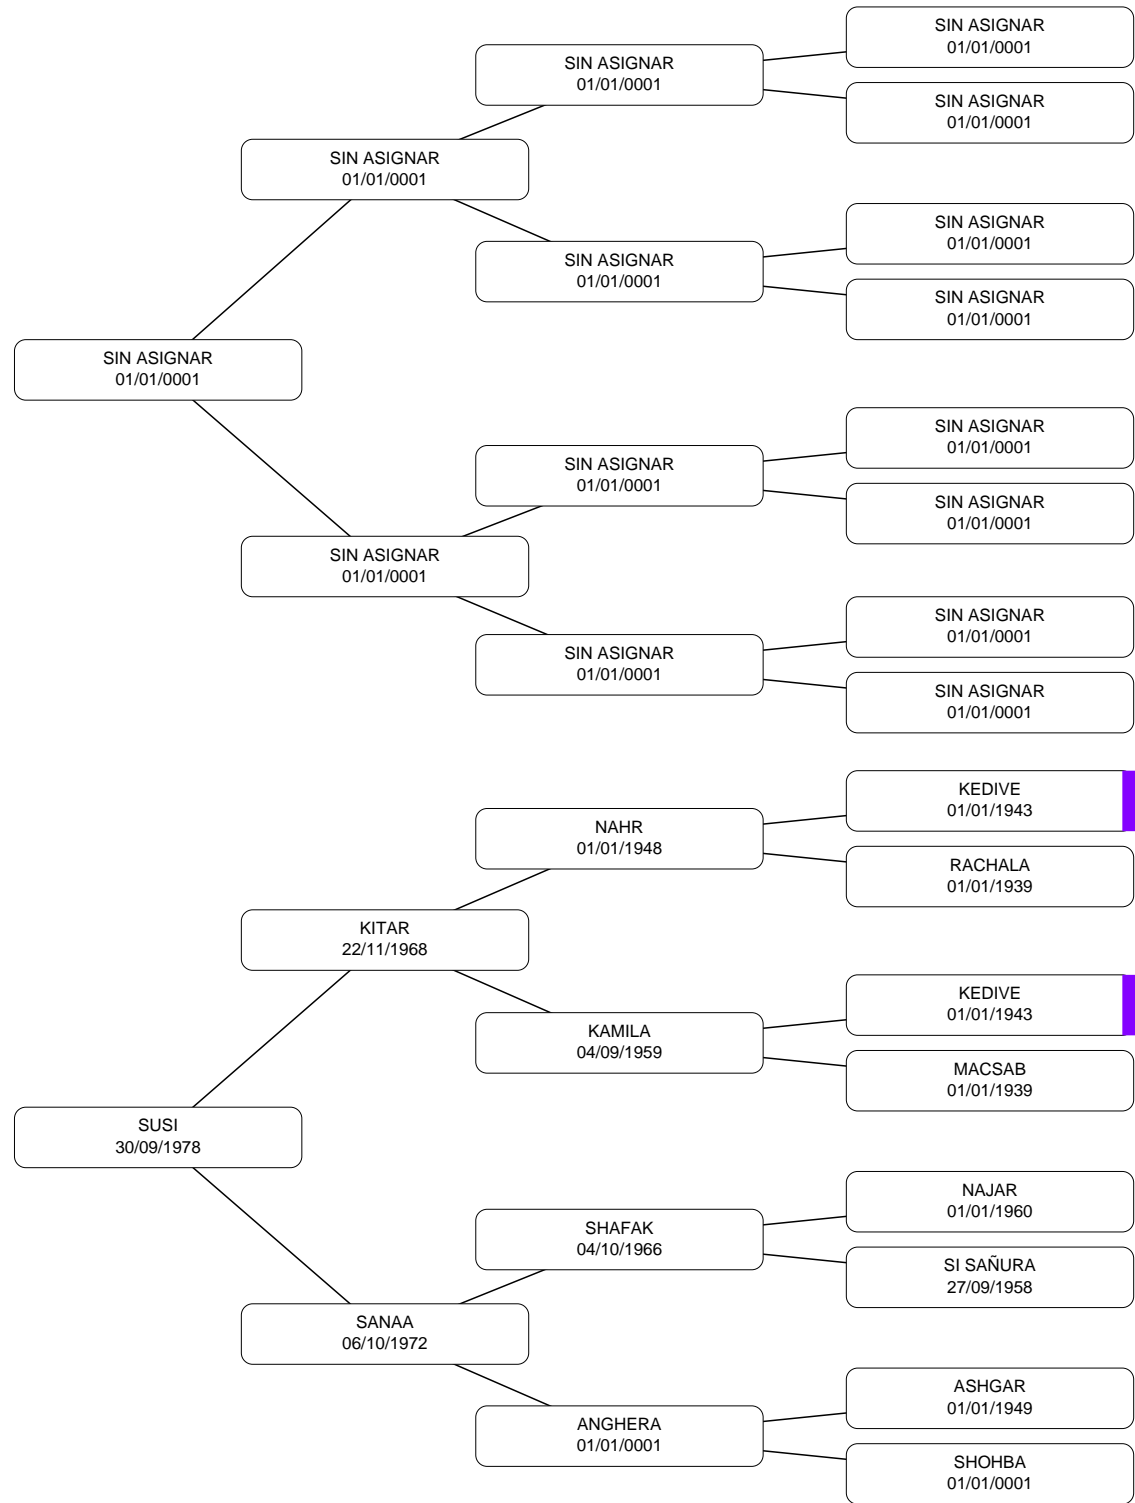 SIN ASIGNAR
01/01/0001
SIN ASIGNAR
01/01/0001
SIN ASIGNAR
01/01/0001
SIN ASIGNAR
01/01/0001
SIN ASIGNAR
01/01/0001
SIN ASIGNAR
01/01/0001
SIN ASIGNAR
01/01/0001
SIN ASIGNAR
01/01/0001
SIN ASIGNAR
01/01/0001
SIN ASIGNAR
01/01/0001
SIN ASIGNAR
01/01/0001
SIN ASIGNAR
01/01/0001
SIN ASIGNAR
01/01/0001
SIN ASIGNAR
01/01/0001
SIN ASIGNAR
01/01/0001
KEDIVE
01/01/1943
NAHR
01/01/1948
RACHALA
01/01/1939
KITAR
22/11/1968
KEDIVE
01/01/1943
KAMILA
04/09/1959
MACSAB
01/01/1939
SUSI
30/09/1978
NAJAR
01/01/1960
SHAFAK
04/10/1966
SI SAÑURA
27/09/1958
SANAA
06/10/1972
ASHGAR
01/01/1949
ANGHERA
01/01/0001
SHOHBA
01/01/0001